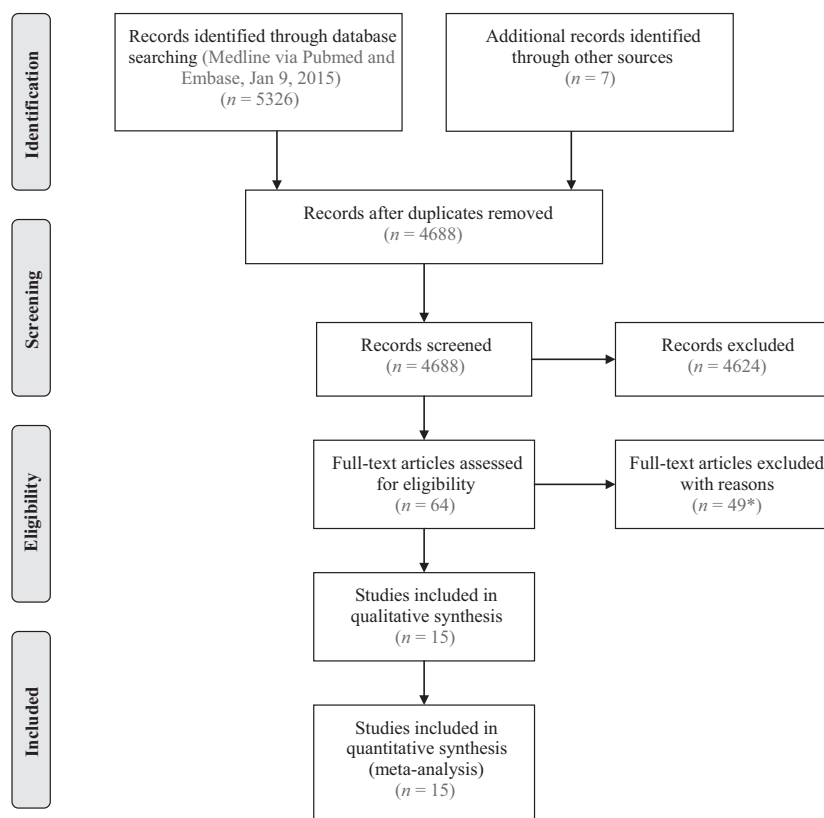 Identification
Records identified through database
searching (Medline via Pubmed and
Embase, Jan 9, 2015)
(n = 5326)
Additional records identified
through other sources
(n = 7)
Records after duplicates removed
(n = 4688)
Screening
Records screened
(n = 4688)
Records excluded
(n = 4624)
Eligibility
Full-text articles assessed
for eligibility
(n = 64)
Full-text articles excluded
with reasons
(n = 49*)
Studies included in
qualitative synthesis
(n = 15)
Included
Studies included in
quantitative synthesis
(meta-analysis)
(n = 15)